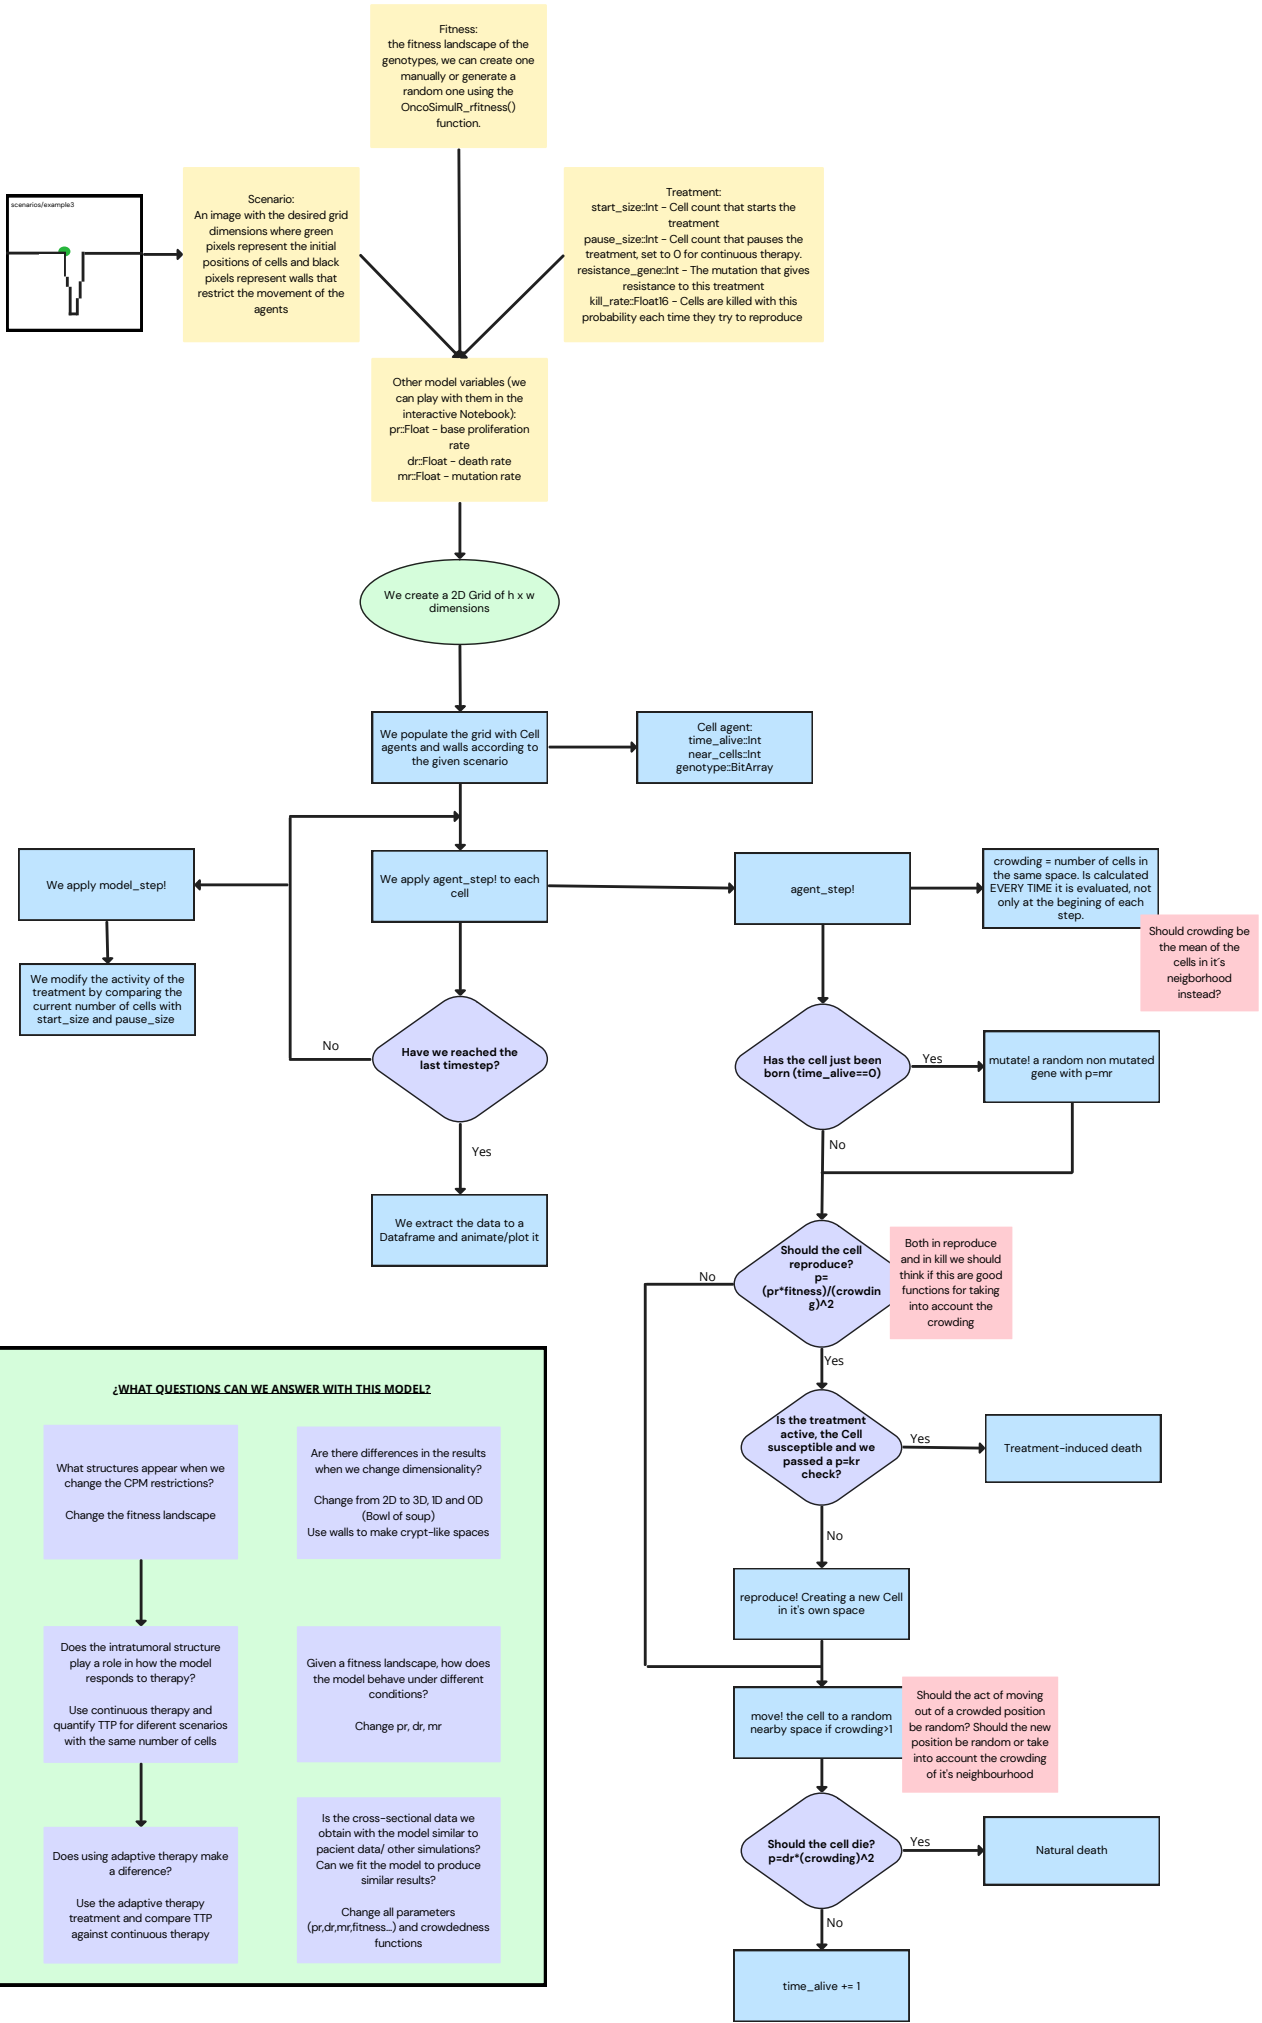 Fitness:
the fitness landscape of the
genotypes, we can create one
manually or generate a
random one using the
OncoSimulR_rfitness()
function.
scenarios/example3
Scenario:
An image with the desired grid
dimensions where green
pixels represent the initial
positions of cells and black
pixels represent walls that
restrict the movement of the
agents
Treatment:
start_size::Int - Cell count that starts the
treatment
pause_size::Int - Cell count that pauses the
treatment, set to 0 for continuous therapy.
resistance_gene::Int - The mutation that gives
resistance to this treatment
kill_rate::Float16 - Cells are killed with this
probability each time they try to reproduce
Other model variables (we
can play with them in the
interactive Notebook):
pr::Float - base proliferation
rate
dr::Float - death rate
mr::Float - mutation rate
We create a 2D Grid of h x w
dimensions
We populate the grid with Cell
agents and walls according to
the given scenario
Cell agent:
time_alive::Int
near_cells::Int
genotype::BitArray
We apply model_step!
We apply agent_step! to each
cell
agent_step!
crowding = number of cells in
the same space. Is calculated
EVERY TIME it is evaluated, not
only at the begining of each
step.
Should crowding be
the mean of the
cells in it´s
neigborhood
instead?
We modify the activity of the
treatment by comparing the
current number of cells with
start_size and pause_size
No
Have we reached the
last timestep?
Yes
We extract the data to a
Dataframe and animate/plot it
Has the cell just been
born (time_alive==0)
Yes
mutate! a random non mutated
gene with p=mr
No
Should the cell
reproduce?
p=
(pr*fitness)/(crowdin
g)^2
Both in reproduce
and in kill we should
think if this are good
functions for taking
into account the
crowding
No
Yes
Is the treatment
active, the Cell
susceptible and we
passed a p=kr
check?
Yes
Treatment-induced death
No
reproduce! Creating a new Cell
in it's own space
move! the cell to a random
nearby space if crowding>1
Should the act of moving
out of a crowded position
be random? Should the new
position be random or take
into account the crowding
of it's neighbourhood
Should the cell die?
p=dr*(crowding)^2
Yes
Natural death
No
time_alive += 1
¿WHAT QUESTIONS CAN WE ANSWER WITH THIS MODEL?
What structures appear when we
change the CPM restrictions?
Change the fitness landscape
Are there differences in the results
when we change dimensionality?
Change from 2D to 3D, 1D and 0D
(Bowl of soup)
Use walls to make crypt-like spaces
Does the intratumoral structure
play a role in how the model
responds to therapy?
Use continuous therapy and
quantify TTP for diferent scenarios
with the same number of cells
Given a fitness landscape, how does
the model behave under different
conditions?
Change pr, dr, mr
Does using adaptive therapy make
a diference?
Use the adaptive therapy
treatment and compare TTP
against continuous therapy
Is the cross-sectional data we
obtain with the model similar to
pacient data/ other simulations?
Can we fit the model to produce
similar results?
Change all parameters
(pr,dr,mr,fitness...) and crowdedness
functions